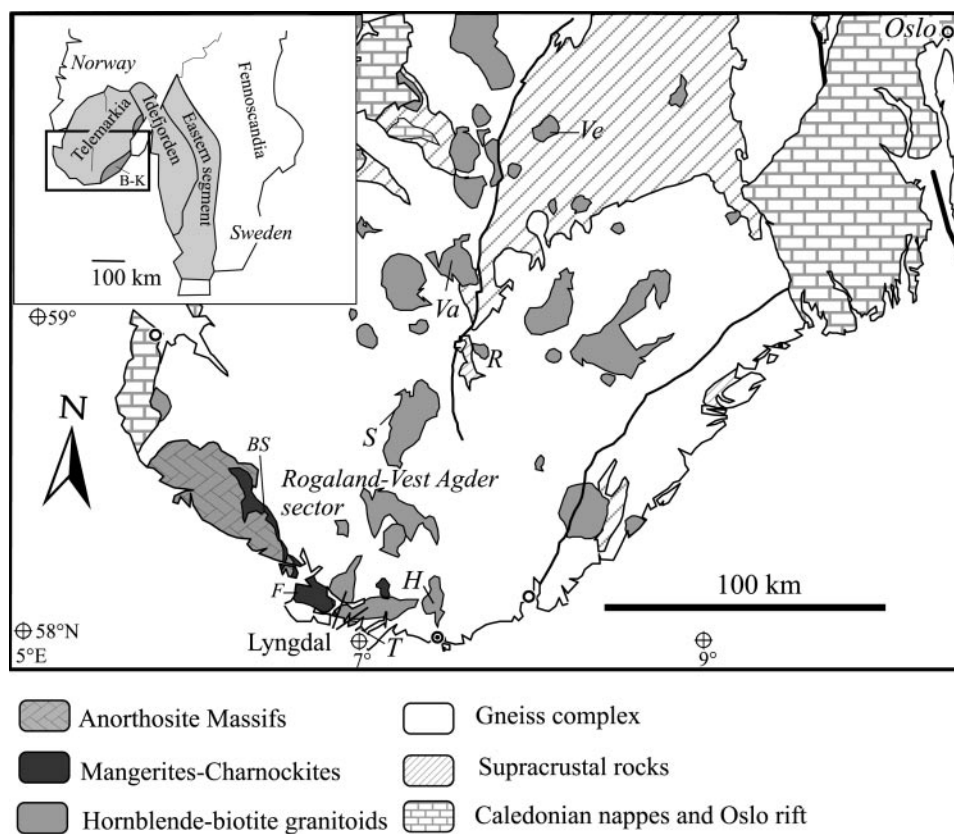 Norway
Telemarkia
Idefjorden
Eastern segment
Fennoscandia
B-K
Sweden
100 km
Oslo
Ve
Va
59°
R
N
S
BS
Rogaland-Vest Agder
sector
F
H
100 km
58°N
5°E
Lyngdal
T
7°
9°
Anorthosite Massifs
Mangerites-Charnockites
Hornblende-biotite granitoids
Gneiss complex
Supracrustal rocks
Caledonian nappes and Oslo rift